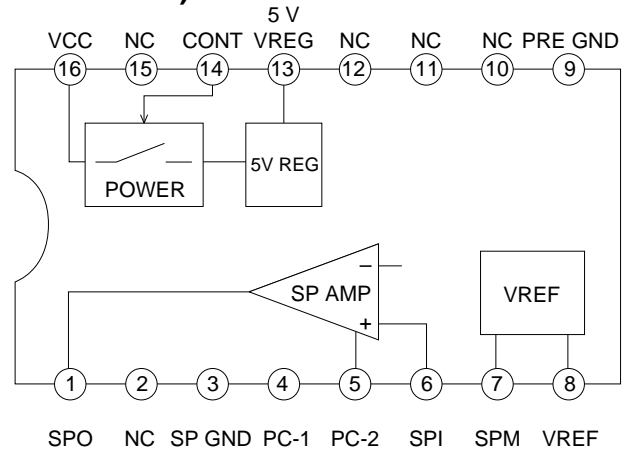 5 V
VCC NC CONT VREG NC NC NC PRE GND
16 15 14 13 12 11 10 9
POWER 5V REG
− SP AMP + VREF
1 2 3 4 5 6 7 8
SPO NC SP GND PC-1 PC-2 SPI SPM VREF